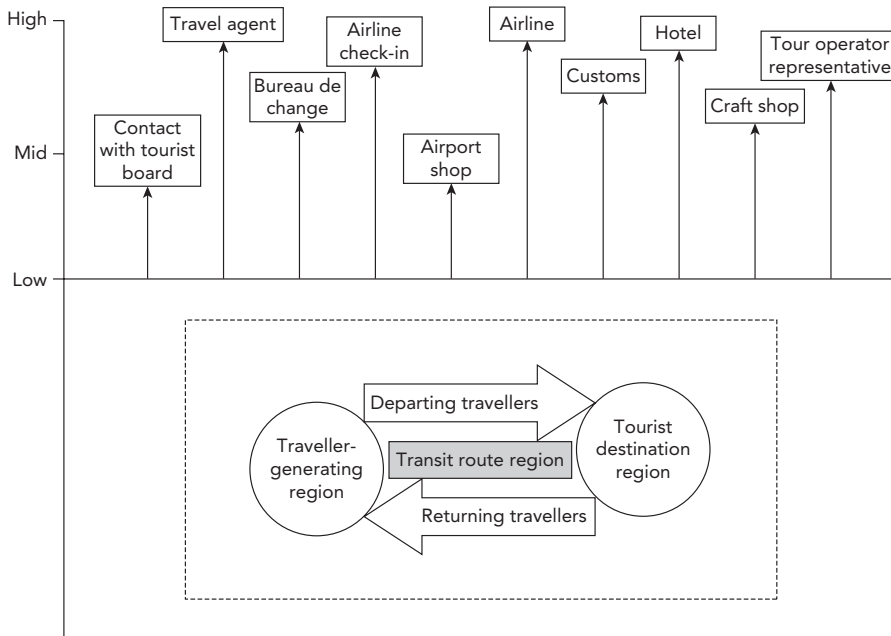 High
Mid
Low
Contact
with tourist
board
Travel agent
Bureau de
change
Airline
check-in
Airport
shop
Airline
Customs
Hotel
Craft shop
Tour operator
representative
Departing travellers
Traveller-
generating
region
Transit route region
Tourist
destination
region
Returning travellers